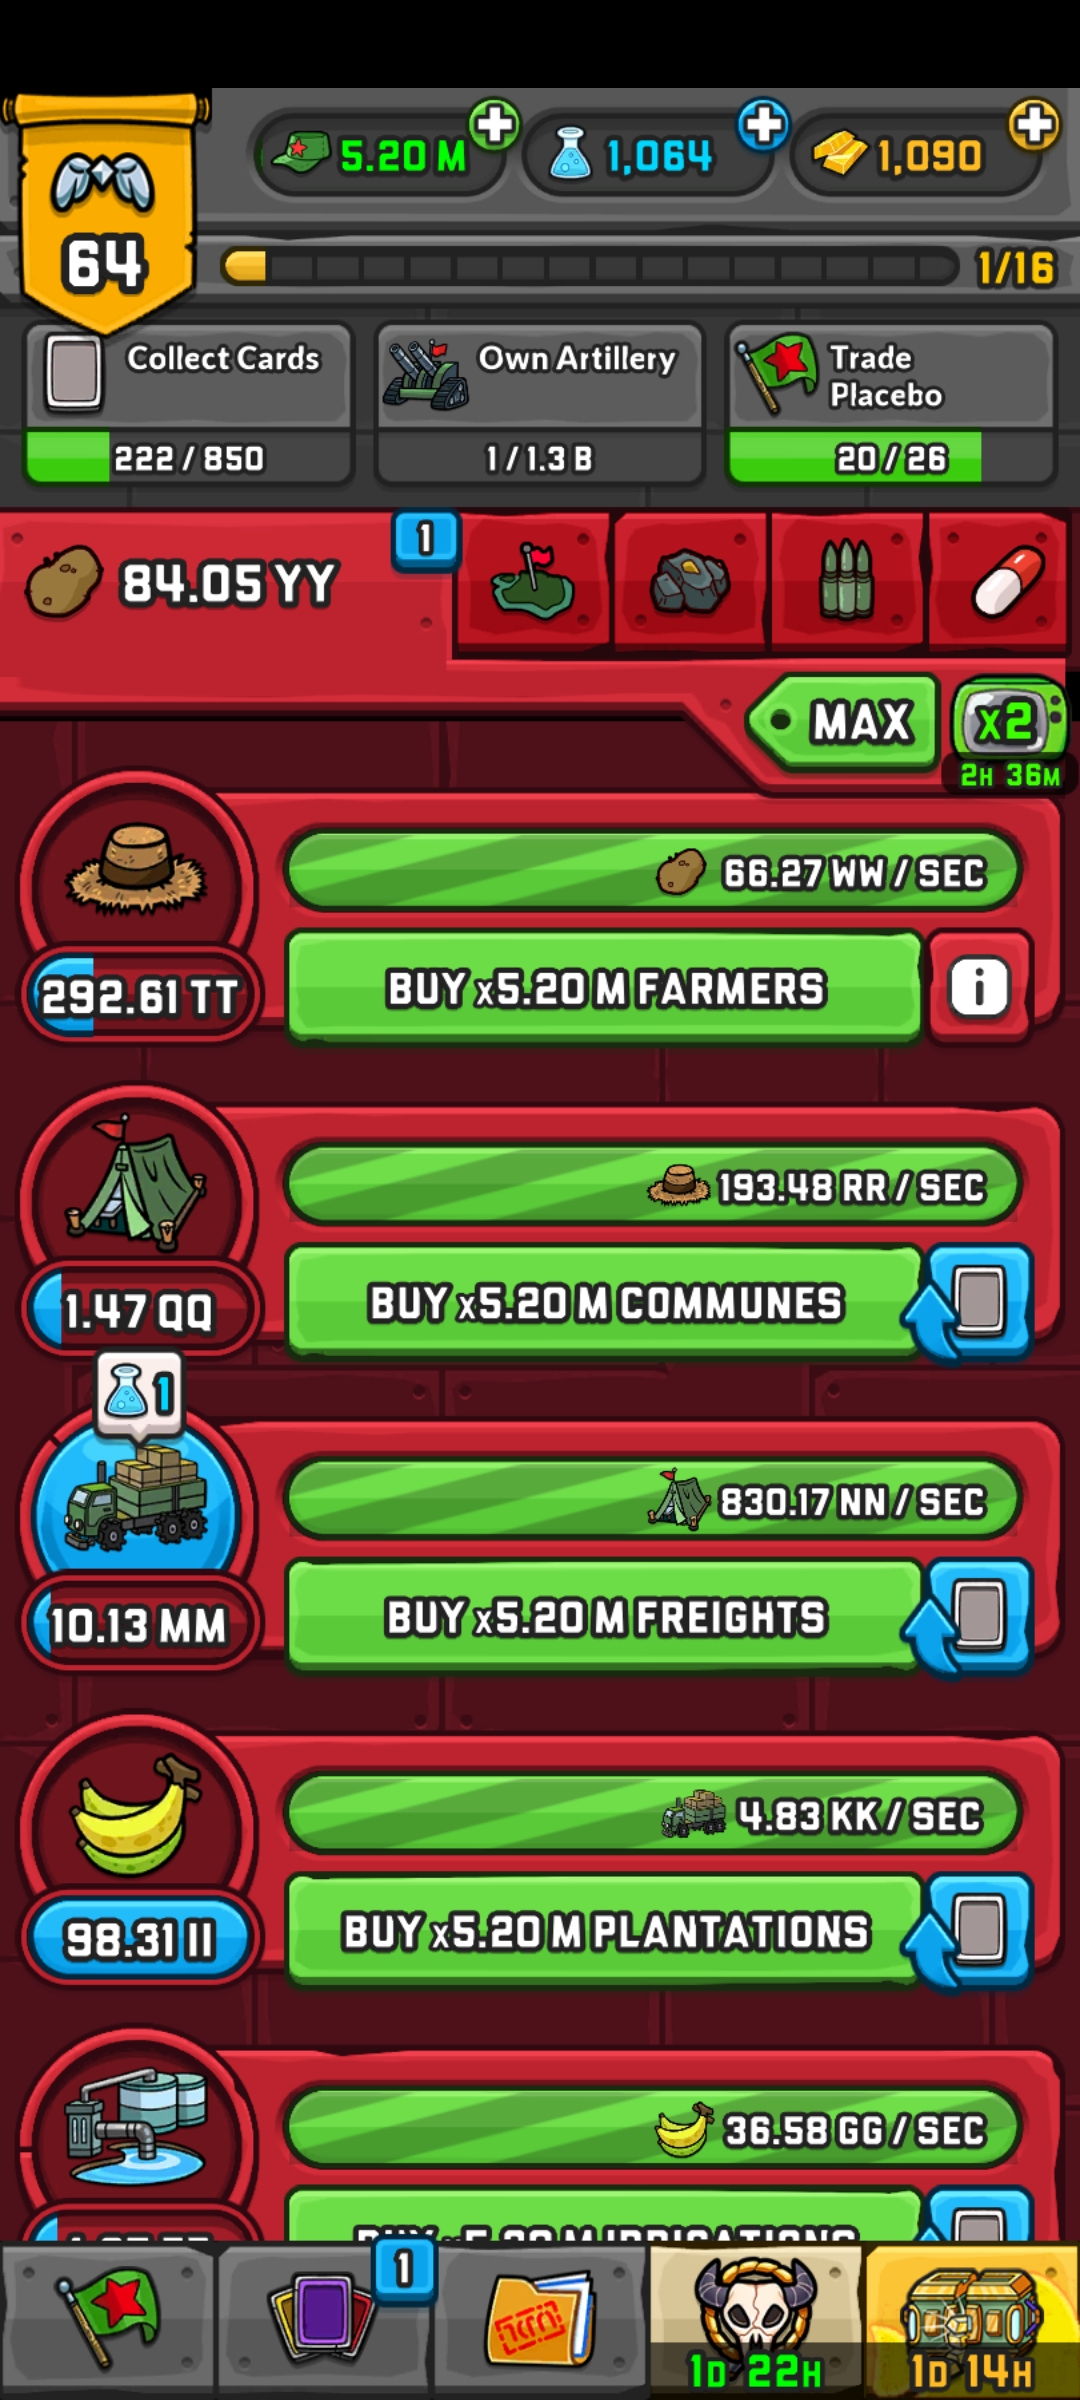 5.20 M
1,064
1,090
64
1/16
Collect Cards
222 / 850
Own Artillery
1 / 1.3 B
Trade
Placebo
20 / 26
84.05 YY
1
MAX
x2
2H 36M
66.27 WW / SEC
292.61 TT
BUY x5.20 M FARMERS
i
193.48 RR / SEC
1.47 QQ
BUY x5.20 M COMMUNES
1
830.17 NN / SEC
10.13 MM
BUY x5.20 M FREIGHTS
4.83 KK / SEC
98.31 II
BUY x5.20 M PLANTATIONS
36.58 GG / SEC
BUY x5.20 M IRRIGATIONS
1
1D 22H
1D 14H